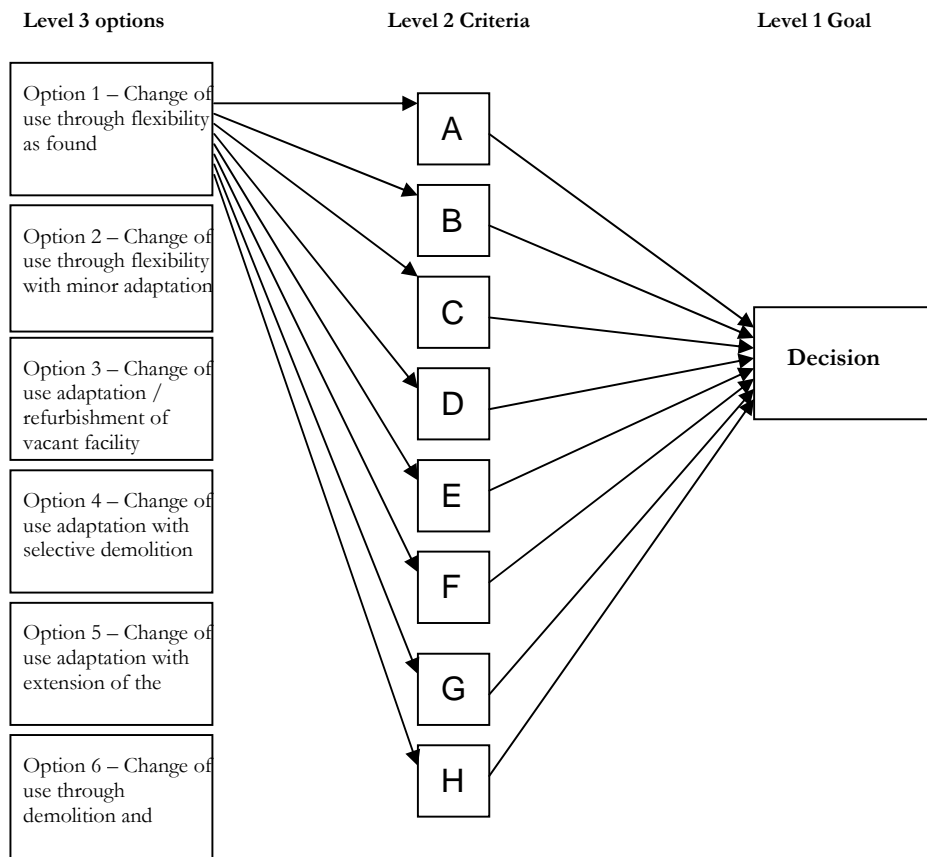 Level 3 options
Level 2 Criteria
Level 1 Goal
Option 1 – Change of
use through flexibility
as found
Option 2 – Change of
use through flexibility
with minor adaptation
Option 3 – Change of
use adaptation /
refurbishment of
vacant facility
Option 4 – Change of
use adaptation with
selective demolition
Option 5 – Change of
use adaptation with
extension of the
Option 6 – Change of
use through
demolition and
A
B
C
D
E
F
G
H
Decision